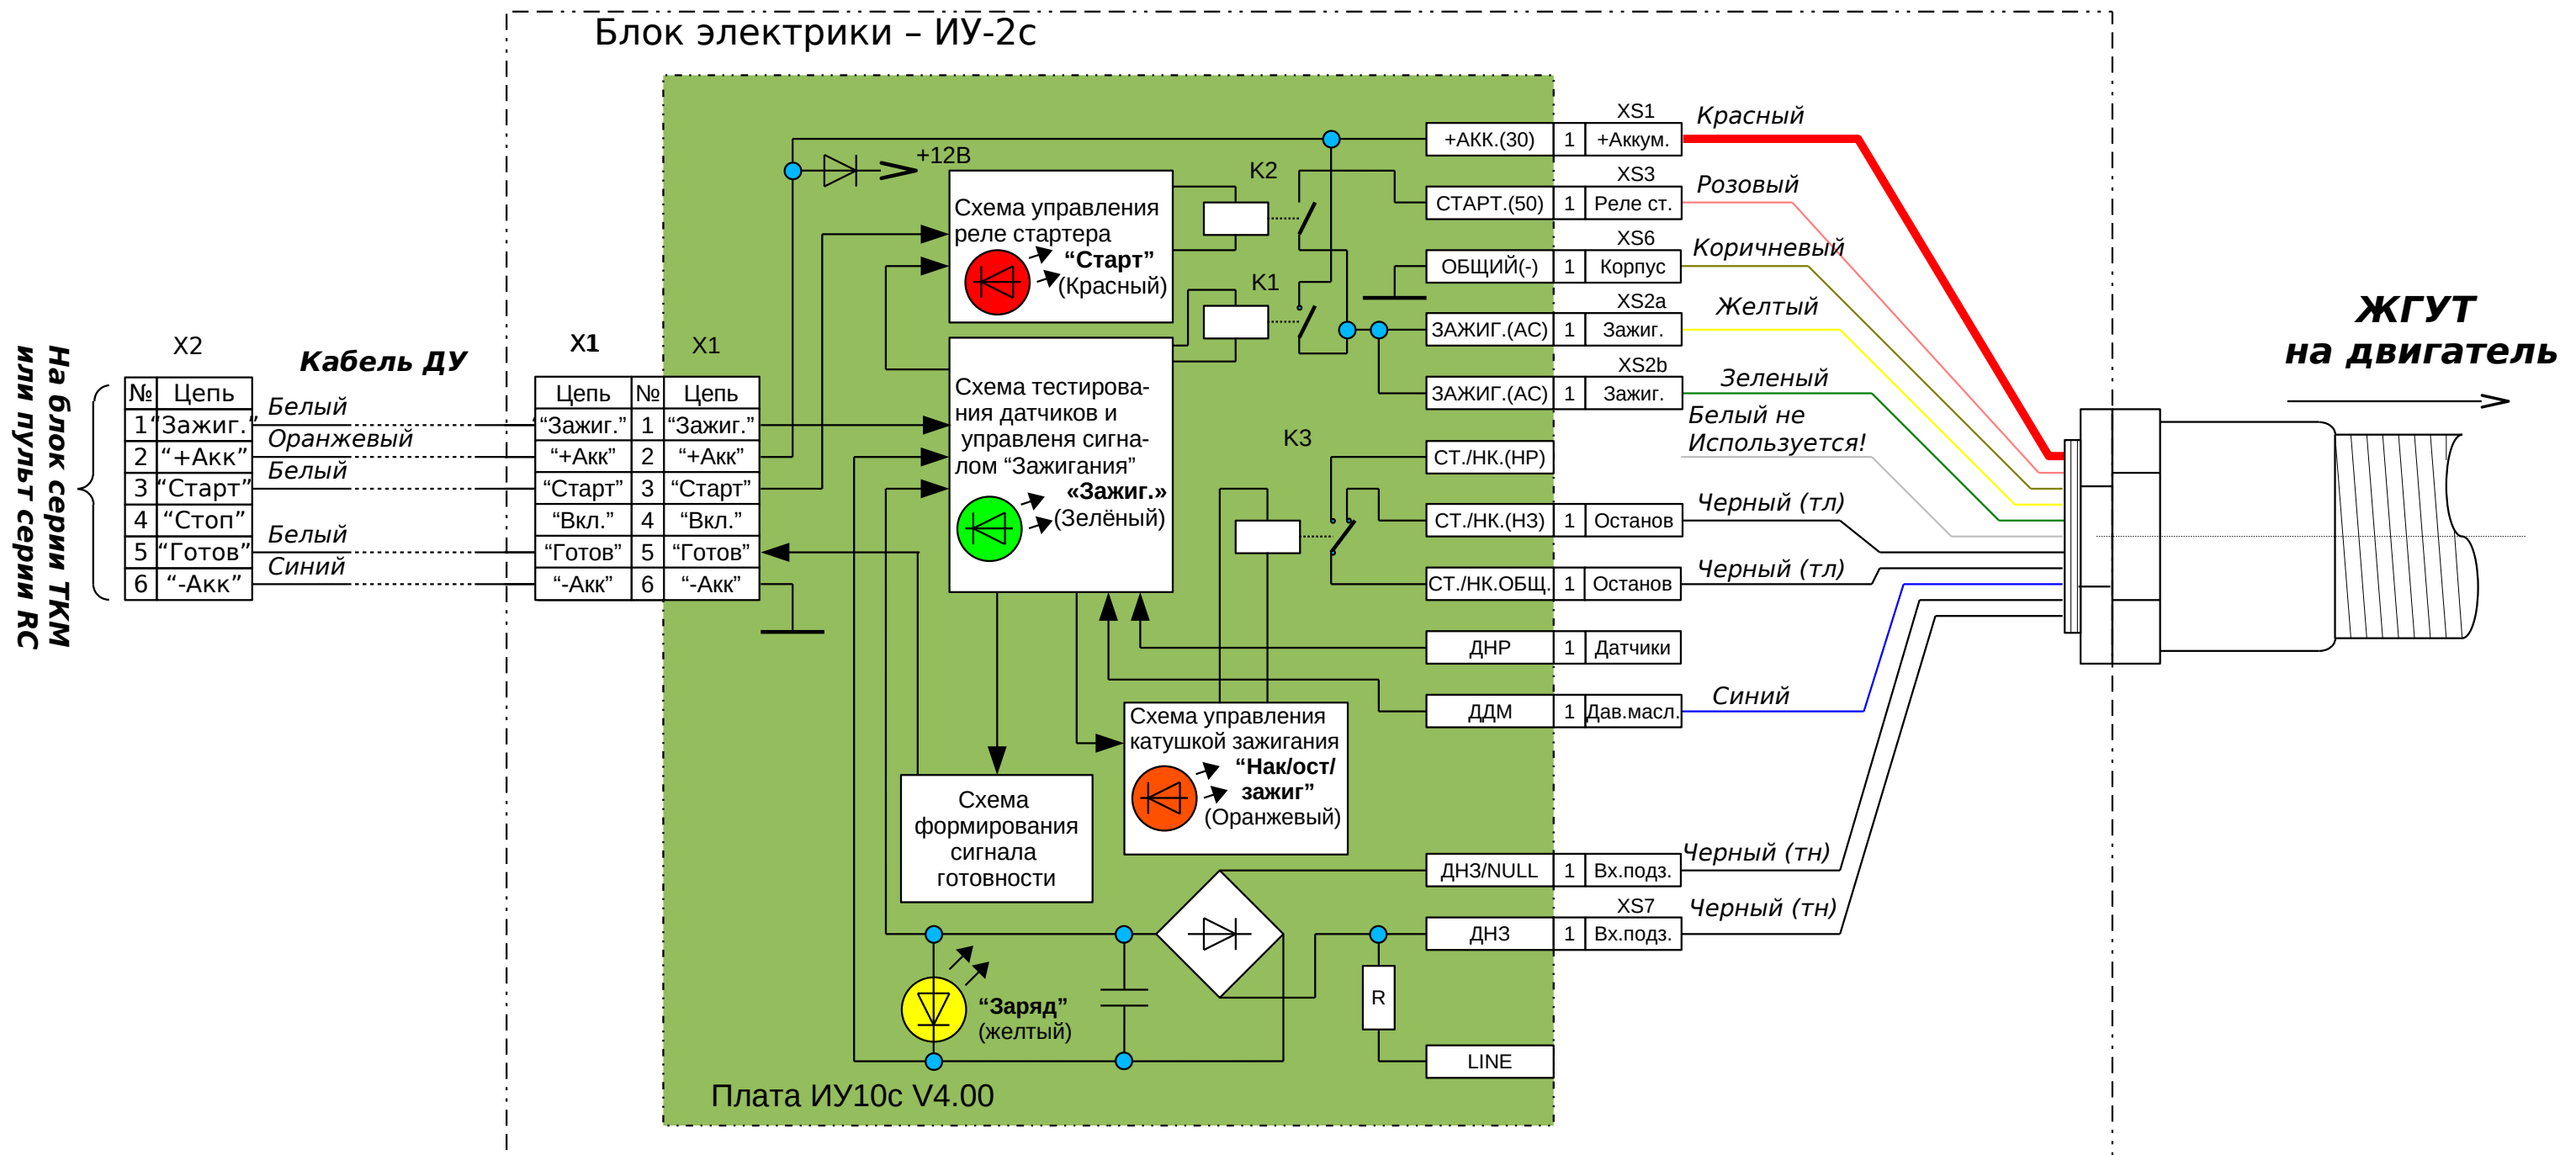 Блок электрики – ИУ-2с
На блок серии ТКМ
или пульт серии RC
X2
№ Цепь
1 “Зажиг.”
2 “+Акк”
3 “Старт”
4 “Стоп”
5 “Готов”
6 “-Акк”
Кабель ДУ
Белый
Оранжевый
Белый
Белый
Синий
X1
X1
Цепь № Цепь
“Зажиг.” 1 “Зажиг.”
“+Акк” 2 “+Акк”
“Старт” 3 “Старт”
“Вкл.” 4 “Вкл.”
“Готов” 5 “Готов”
“-Акк” 6 “-Акк”
+12В
Схема управления
реле стартера
“Старт”
(Красный)
K2
K1
Схема тестирова-
ния датчиков и
управленя сигна-
лом “Зажигания”
«Зажиг.»
(Зелёный)
K3
Схема управления
катушкой зажигания
“Нак/ост/
зажиг”
(Оранжевый)
Схема
формирования
сигнала
готовности
“Заряд”
(желтый)
R
Плата ИУ10с V4.00
XS1
+АКК.(30) 1 +Аккум.
Красный
XS3
СТАРТ.(50) 1 Реле ст.
Розовый
XS6
ОБЩИЙ(-) 1 Корпус
Коричневый
XS2a
ЗАЖИГ.(АС) 1 Зажиг.
Желтый
XS2b
ЗАЖИГ.(АС) 1 Зажиг.
Зеленый
Белый не
Используется!
СТ./НК.(НР)
СТ./НК.(НЗ) 1 Останов
Черный (тл)
СТ./НК.ОБЩ. 1 Останов
Черный (тл)
ДНР 1 Датчики
ДДМ 1 Дав.масл.
Синий
ДНЗ/NULL 1 Вх.подз.
Черный (тн)
XS7
ДНЗ 1 Вх.подз.
Черный (тн)
LINE
ЖГУТ
на двигатель